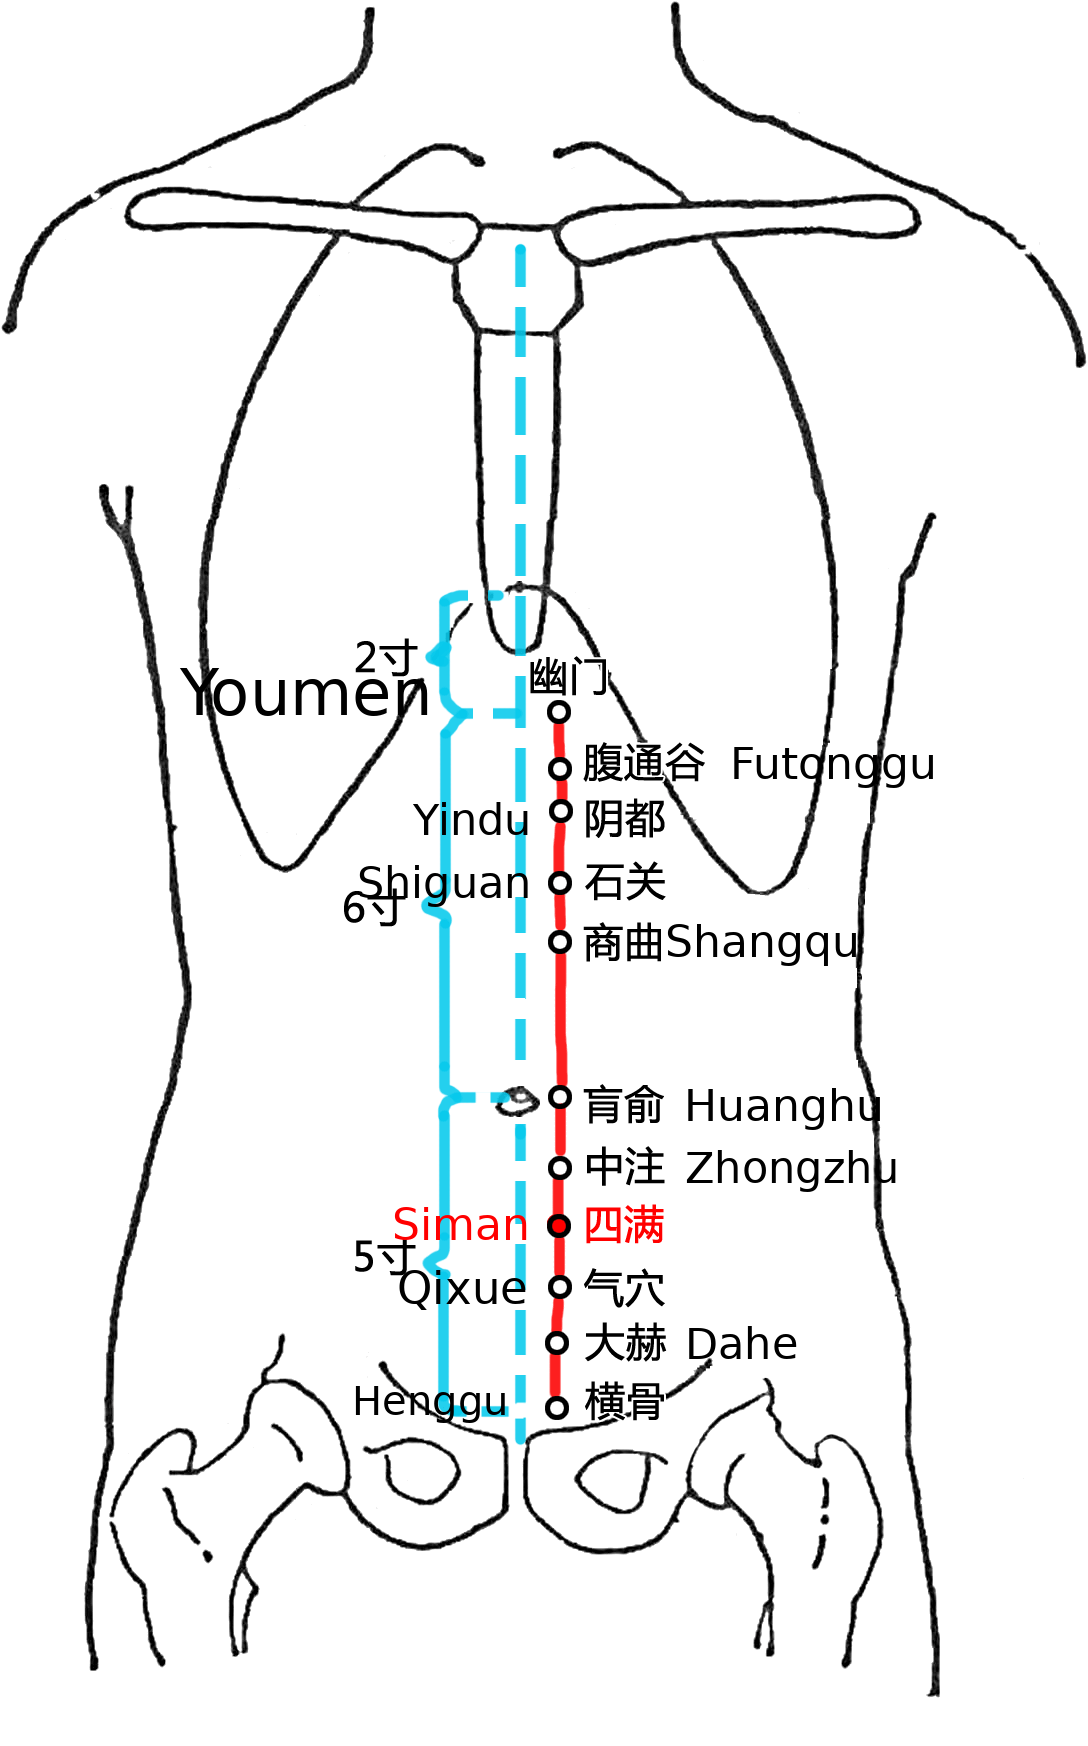 2寸
幽门
Youmen
腹通谷 Futonggu
Yindu 阴都
Shiguan 石关
6寸
商曲Shangqu
肓俞 Huanghu
中注 Zhongzhu
Siman 四满
5寸
Qixue 气穴
大赫 Dahe
Henggu 横骨